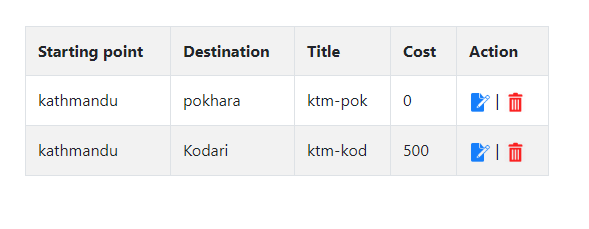 Starting point Destination Title Cost Action
kathmandu pokhara ktm-pok 0 |
kathmandu Kodari ktm-kod 500 |